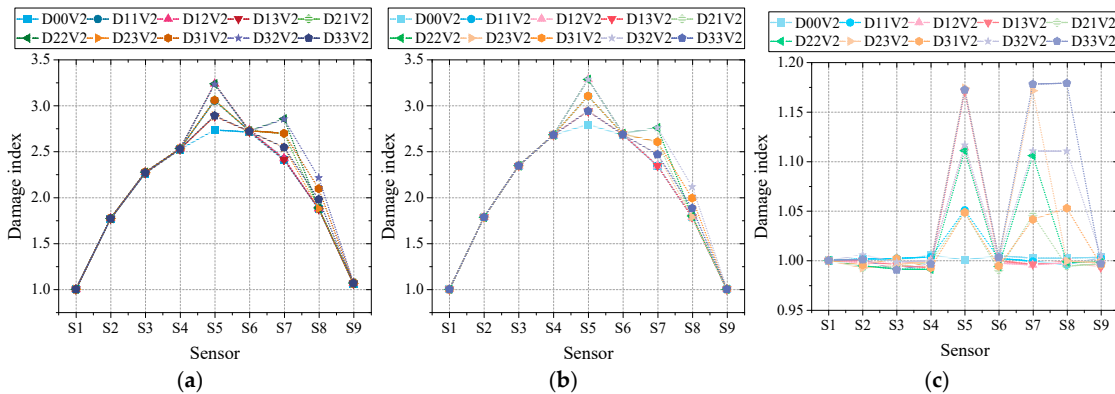 D00V2 D11V2 D12V2 D13V2 D21V2
D22V2 D23V2 D31V2 D32V2 D33V2
3.5
3.0
2.5
2.0
1.5
1.0
Damage index
S1 S2 S3 S4 S5 S6 S7 S8 S9
Sensor
(a)
D00V2 D11V2 D12V2 D13V2 D21V2
D22V2 D23V2 D31V2 D32V2 D33V2
3.5
3.0
2.5
2.0
1.5
1.0
Damage index
S1 S2 S3 S4 S5 S6 S7 S8 S9
Sensor
(b)
D00V2 D11V2 D12V2 D13V2 D21V2
D22V2 D23V2 D31V2 D32V2 D33V2
1.20
1.15
1.10
1.05
1.00
0.95
Damage index
S1 S2 S3 S4 S5 S6 S7 S8 S9
Sensor
(c)